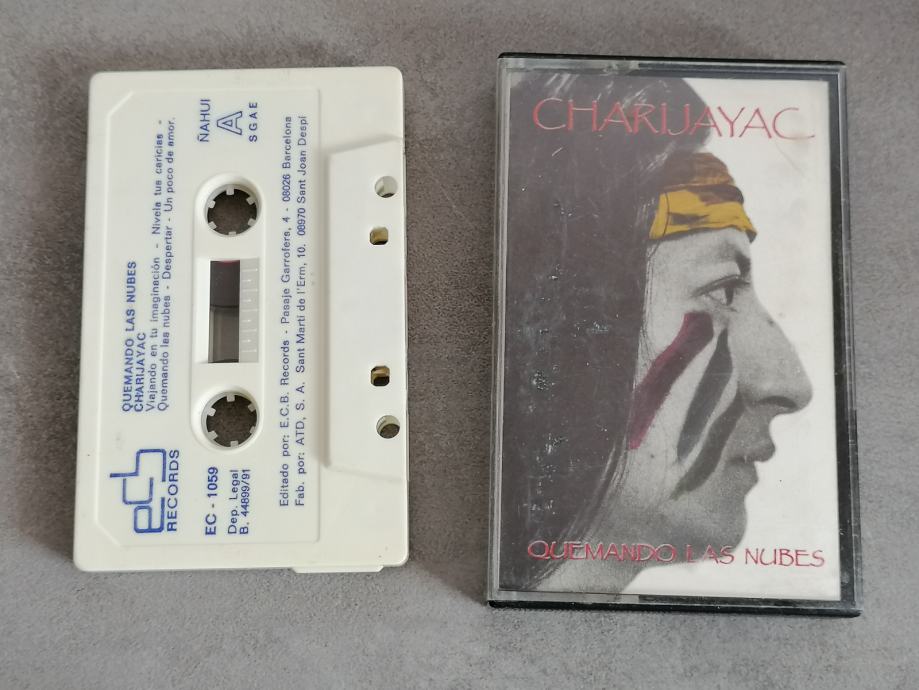 QUEMANDO LAS NUBES
CHARIJAYAC
Viajando en tu imaginación - Nivela tus caricias -
Quemando las nubes - Despertar - Un poco de amor.
ÑAHUI
A
SGAE
ecb
RECORDS
EC - 1059
Dep. Legal
B. 44899/91
Editado por: E.C.B. Records - Pasaje Garrofers, 4 - 08026 Barcelona
Fab. por: ATD, S. A. Sant Martí de l'Erm, 10. 08970 Sant Joan Despí
CHARIJAYAC
QUEMANDO LAS NUBES